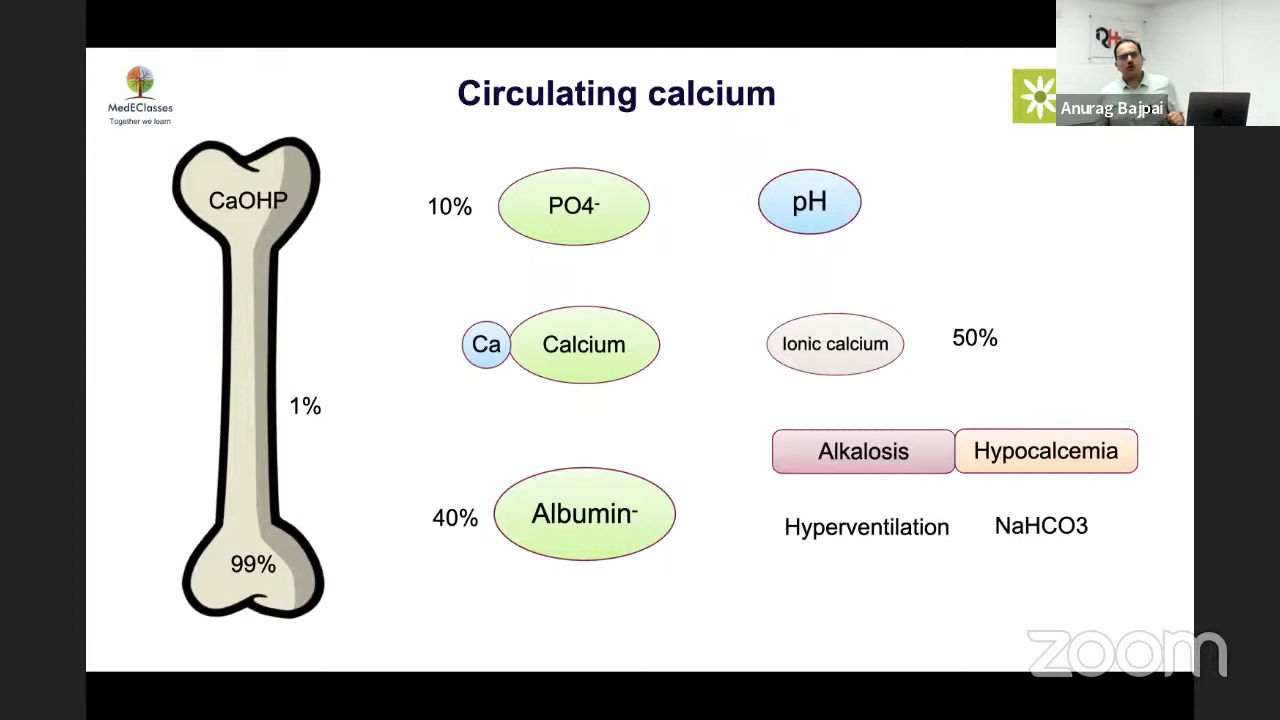 Circulating calcium
MedEClasses
Together we learn
RH
Anurag Bajpai
CaOHP
10%
PO4-
pH
Ca
Calcium
Ionic calcium
50%
1%
Alkalosis
Hypocalcemia
40%
Albumin-
Hyperventilation
NaHCO3
99%
zoom